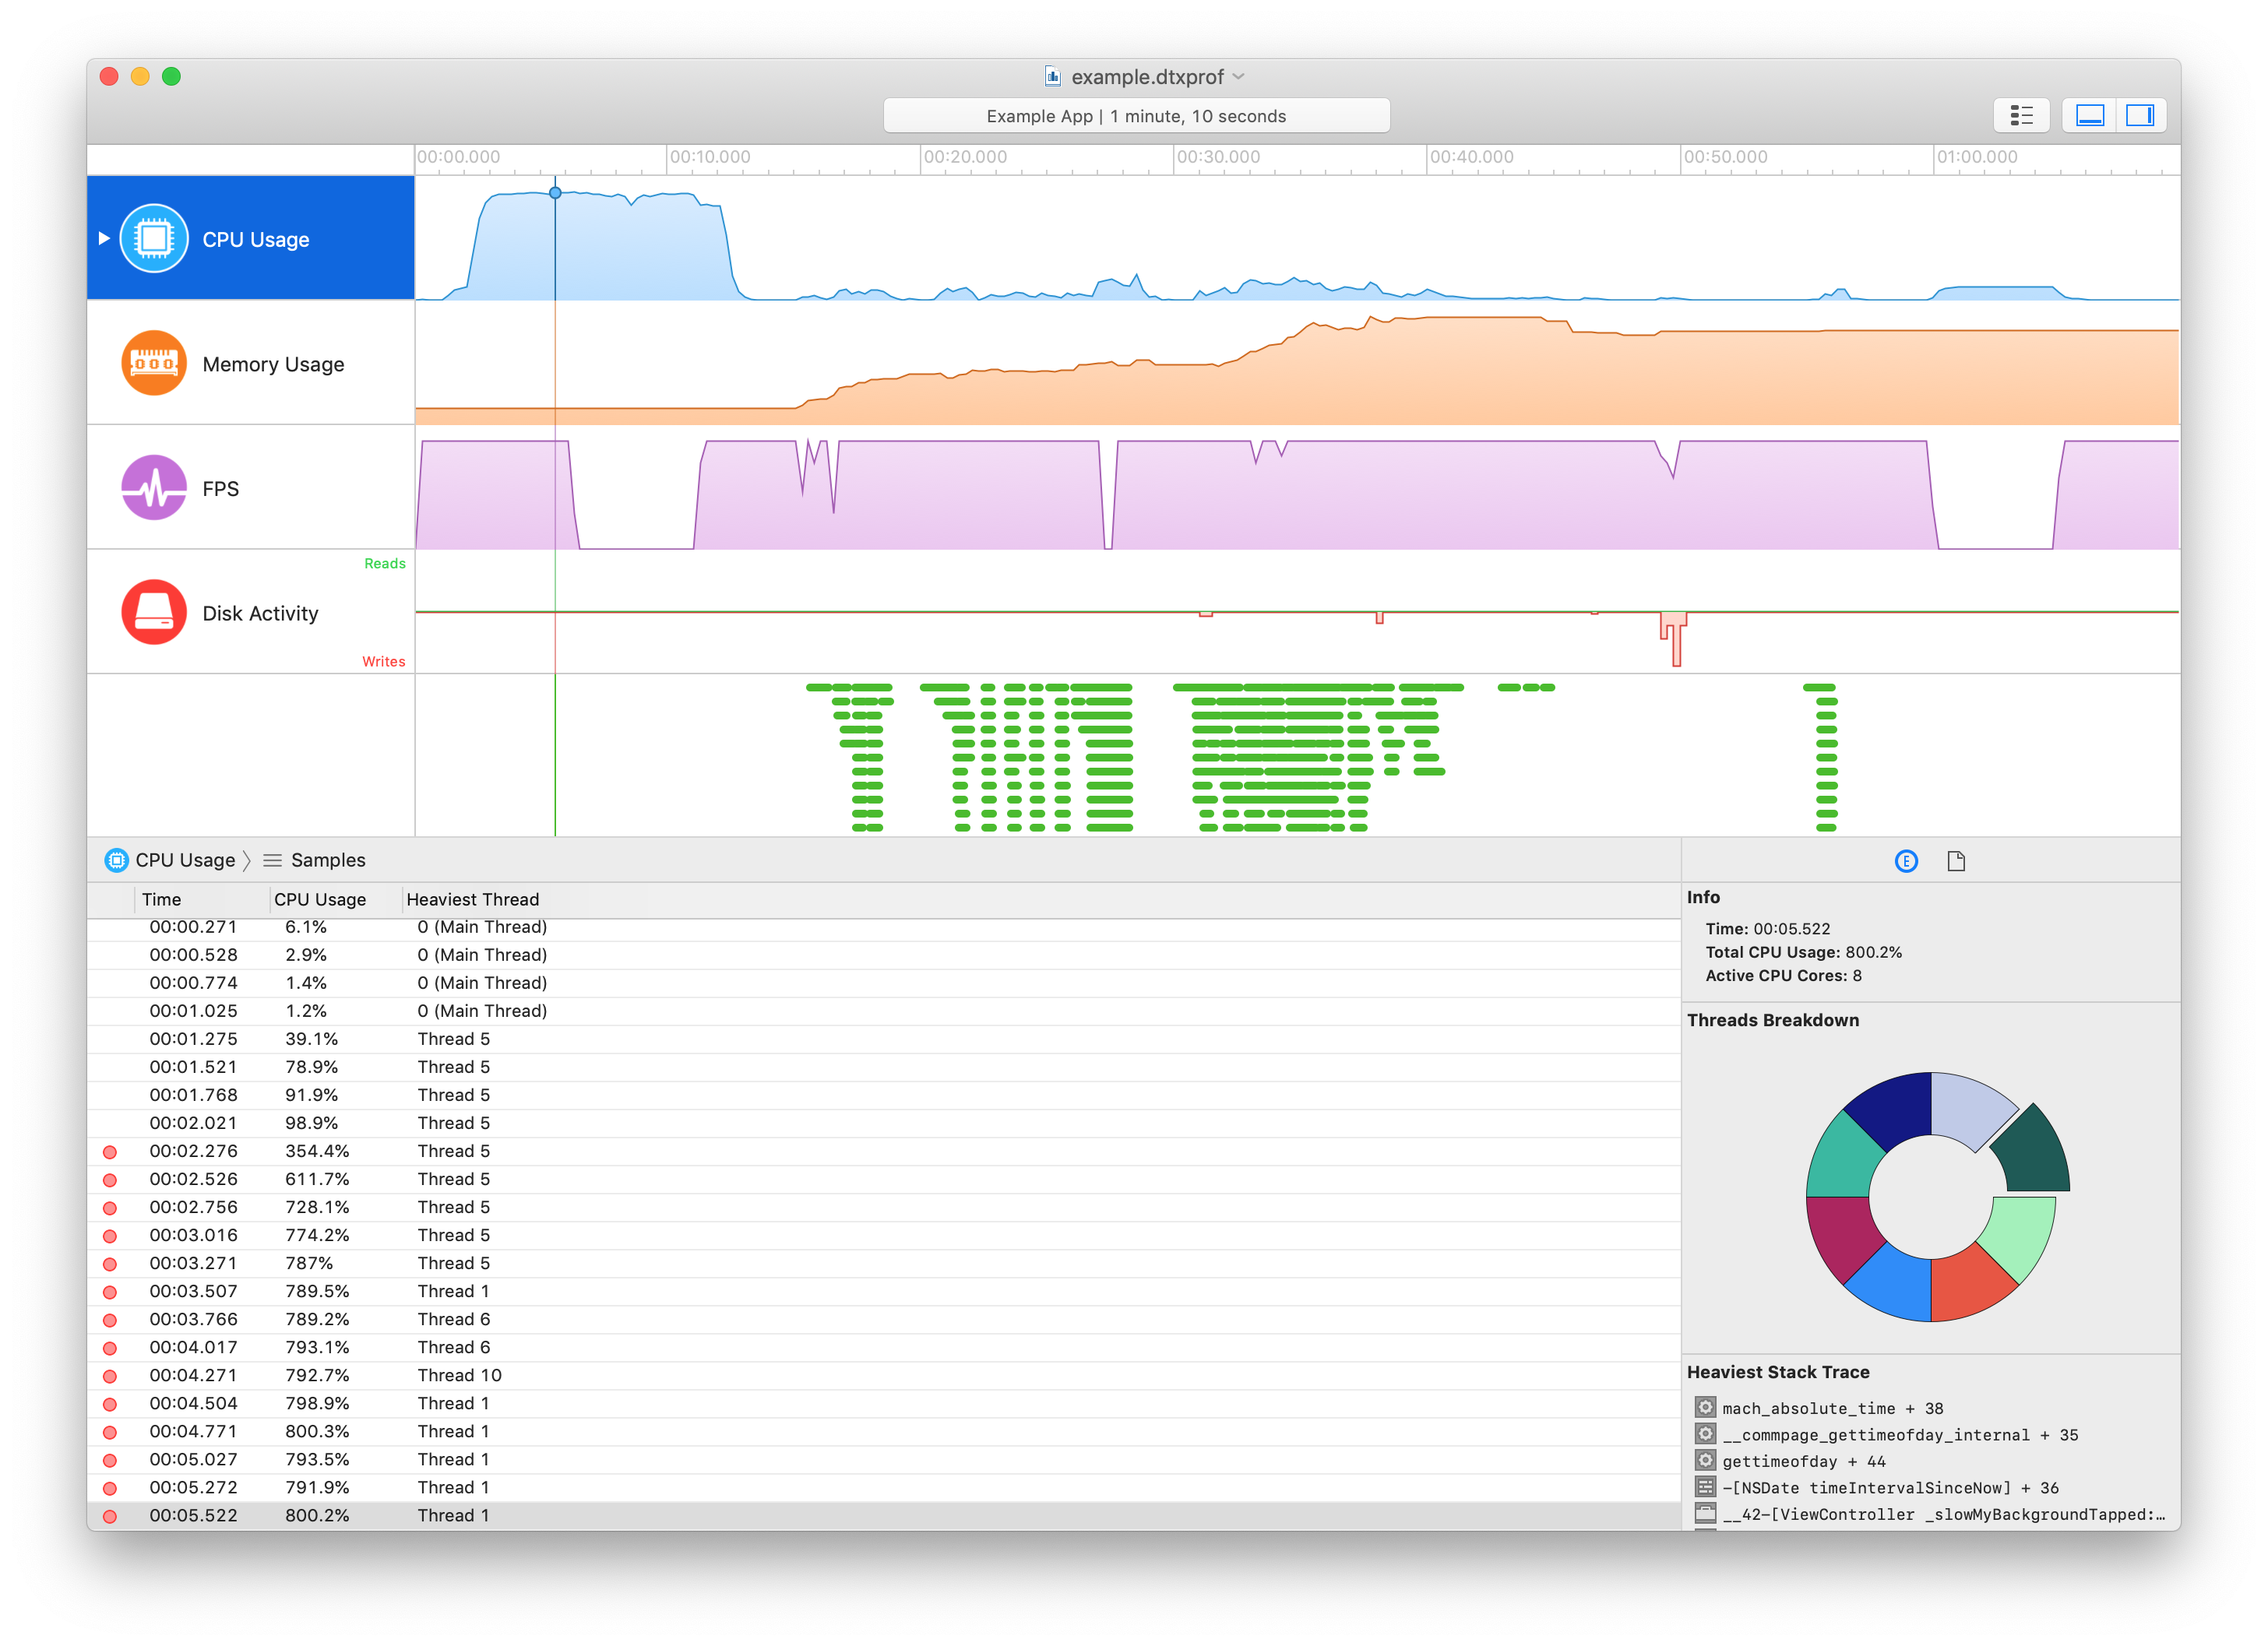 example.dtxprof
Example App | 1 minute, 10 seconds
00:00.000 00:10.000 00:20.000 00:30.000 00:40.000 00:50.000 01:00.000
CPU Usage
Memory Usage
FPS
Reads
Disk Activity
Writes
CPU Usage Samples
Time CPU Usage Heaviest Thread
00:00.271 6.1% 0 (Main Thread)
00:00.528 2.9% 0 (Main Thread)
00:00.774 1.4% 0 (Main Thread)
00:01.025 1.2% 0 (Main Thread)
00:01.275 39.1% Thread 5
00:01.521 78.9% Thread 5
00:01.768 91.9% Thread 5
00:02.021 98.9% Thread 5
00:02.276 354.4% Thread 5
00:02.526 611.7% Thread 5
00:02.756 728.1% Thread 5
00:03.016 774.2% Thread 5
00:03.271 787% Thread 5
00:03.507 789.5% Thread 1
00:03.766 789.2% Thread 6
00:04.017 793.1% Thread 6
00:04.271 792.7% Thread 10
00:04.504 798.9% Thread 1
00:04.771 800.3% Thread 1
00:05.027 793.5% Thread 1
00:05.272 791.9% Thread 1
00:05.522 800.2% Thread 1
E
Info
Time: 00:05.522
Total CPU Usage: 800.2%
Active CPU Cores: 8
Threads Breakdown
Heaviest Stack Trace
mach_absolute_time + 38
__commpage_gettimeofday_internal + 35
gettimeofday + 44
-[NSDate timeIntervalSinceNow] + 36
__42-[ViewController _slowMyBackgroundTapped:…